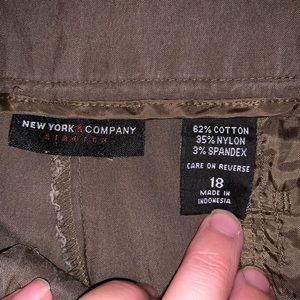 NEW YORK & COMPANY
STRETCH
62% COTTON
35% NYLON
3% SPANDEX
CARE ON REVERSE
18
MADE IN
INDONESIA